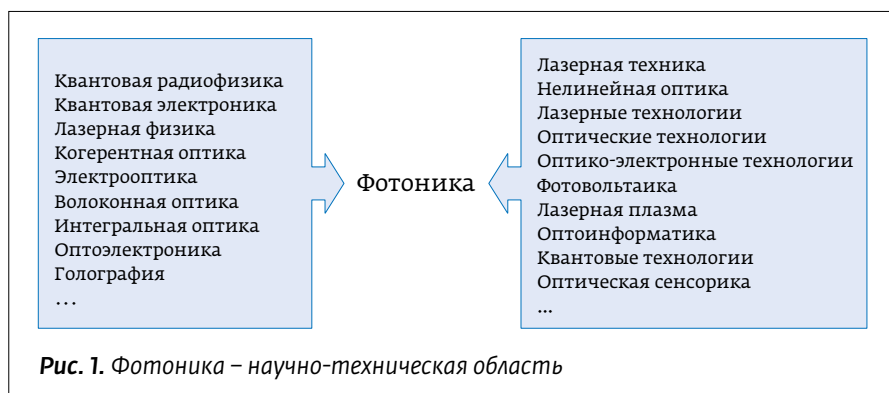 Квантовая радиофизика
Квантовая электроника
Лазерная физика
Когерентная оптика
Электрооптика
Волоконная оптика
Интегральная оптика
Оптоэлектроника
Голография
...
Фотоника
Лазерная техника
Нелинейная оптика
Лазерные технологии
Оптические технологии
Оптико-электронные технологии
Фотовольтаика
Лазерная плазма
Оптоинформатика
Квантовые технологии
Оптическая сенсорика
...
Рис. 1. Фотоника – научно-техническая область